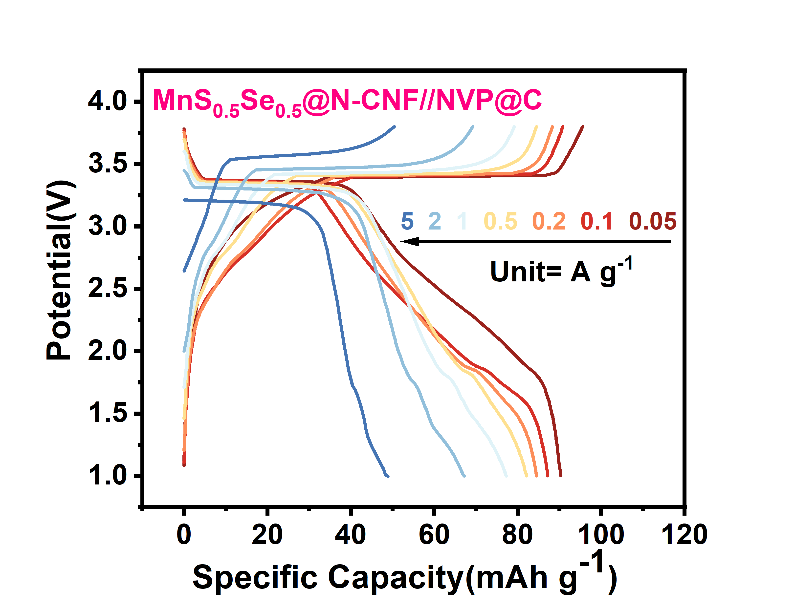 MnS0.5Se0.5@N-CNF//NVP@C
4.0
3.5
3.0
2.5
2.0
1.5
1.0
Potential(V)
5 2 1 0.5 0.2 0.1 0.05
Unit= A g-1
0 20 40 60 80 100 120
Specific Capacity(mAh g-1)